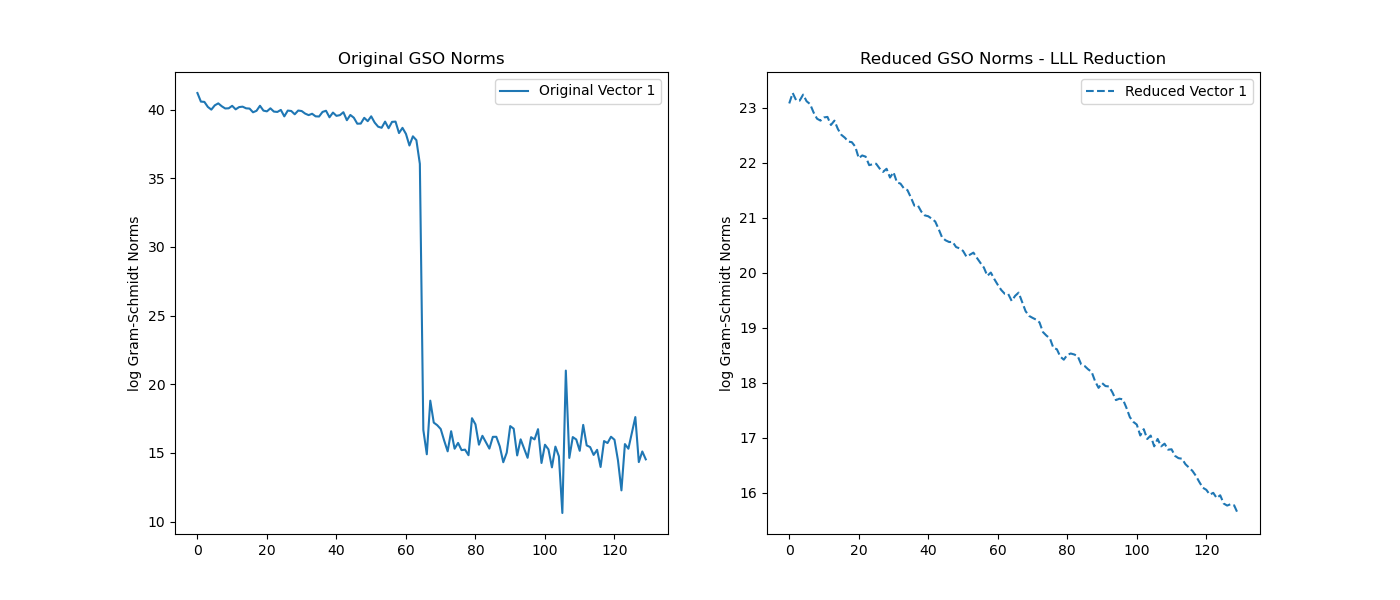 Original GSO Norms
Original Vector 1
log Gram-Schmidt Norms
40
35
30
25
20
15
10
0 20 40 60 80 100 120
Reduced GSO Norms - LLL Reduction
Reduced Vector 1
log Gram-Schmidt Norms
23
22
21
20
19
18
17
16
0 20 40 60 80 100 120